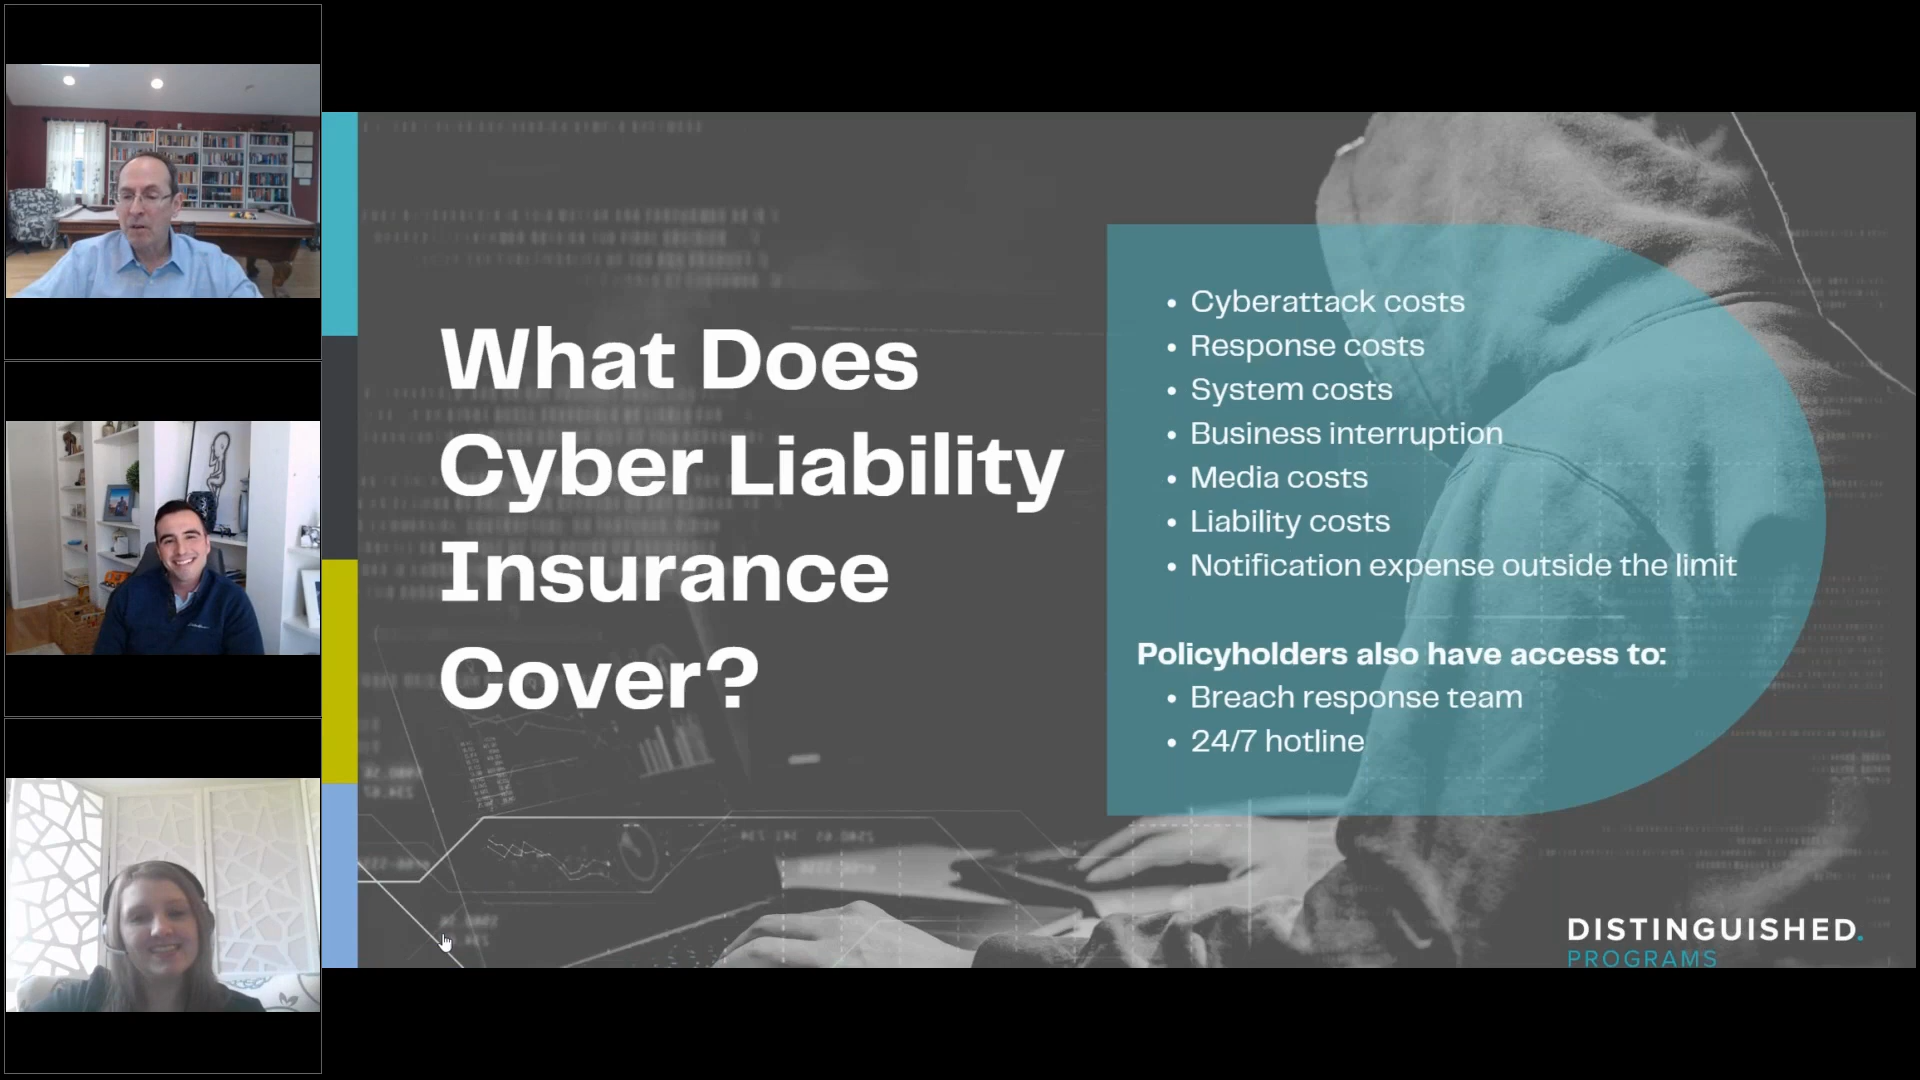 What Does
Cyber Liability
Insurance
Cover?
• Cyberattack costs
• Response costs
• System costs
• Business interruption
• Media costs
• Liability costs
• Notification expense outside the limit
Policyholders also have access to:
• Breach response team
• 24/7 hotline
DISTINGUISHED.
PROGRAMS